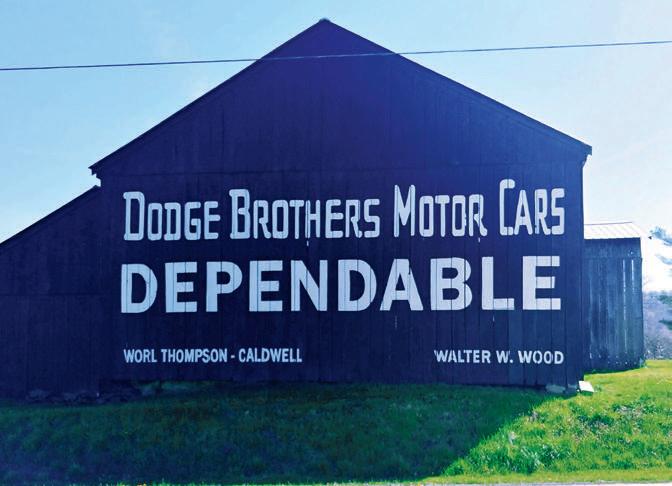 DODGE BROTHERS MOTOR CARS
DEPENDABLE
WORL THOMPSON - CALDWELL WALTER W. WOOD